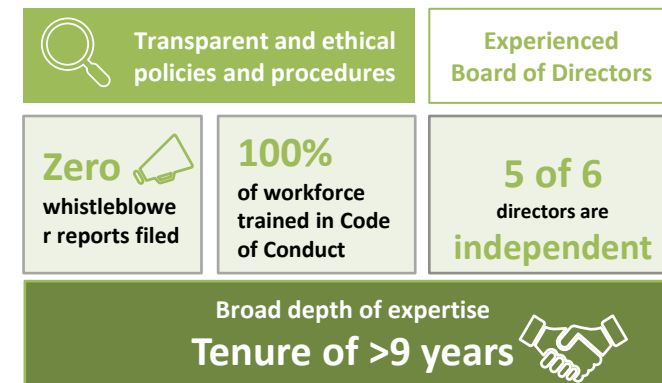 Transparent and ethical
policies and procedures
Experienced
Board of Directors
Zero
whistleblowe
r reports filed
100%
of workforce
trained in Code
of Conduct
5 of 6
directors are
independent
Broad depth of expertise
Tenure of >9 years